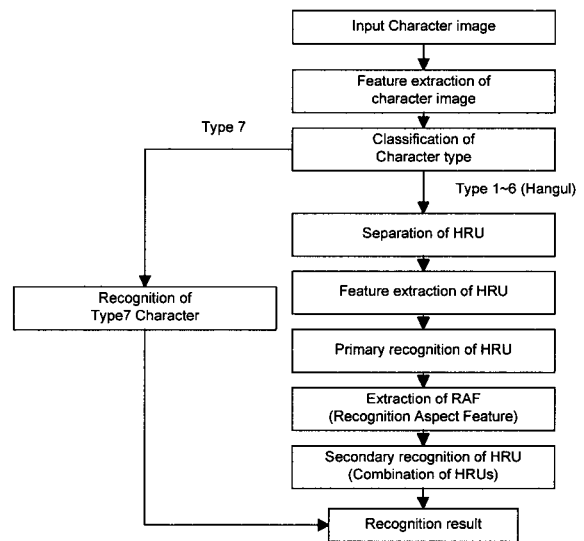 Input Character image
Feature extraction of
character image
Type 7
Classification of
Character type
Type 1~6 (Hangul)
Separation of HRU
Feature extraction of HRU
Recognition of
Type7 Character
Primary recognition of HRU
Extraction of RAF
(Recognition Aspect Feature)
Secondary recognition of HRU
(Combination of HRUs)
Recognition result